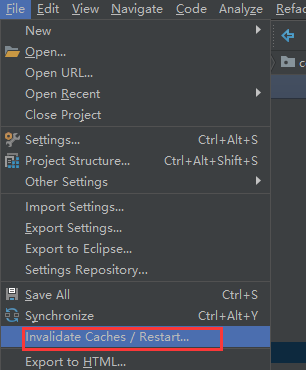 File Edit View Navigate Code Analyze Refac
New
Open...
Open URL...
Open Recent
Close Project
Settings... Ctrl+Alt+S
Project Structure... Ctrl+Alt+Shift+S
Other Settings
Import Settings...
Export Settings...
Export to Eclipse...
Settings Repository...
Save All Ctrl+S
Synchronize Ctrl+Alt+Y
Invalidate Caches / Restart...
Export to HTML...